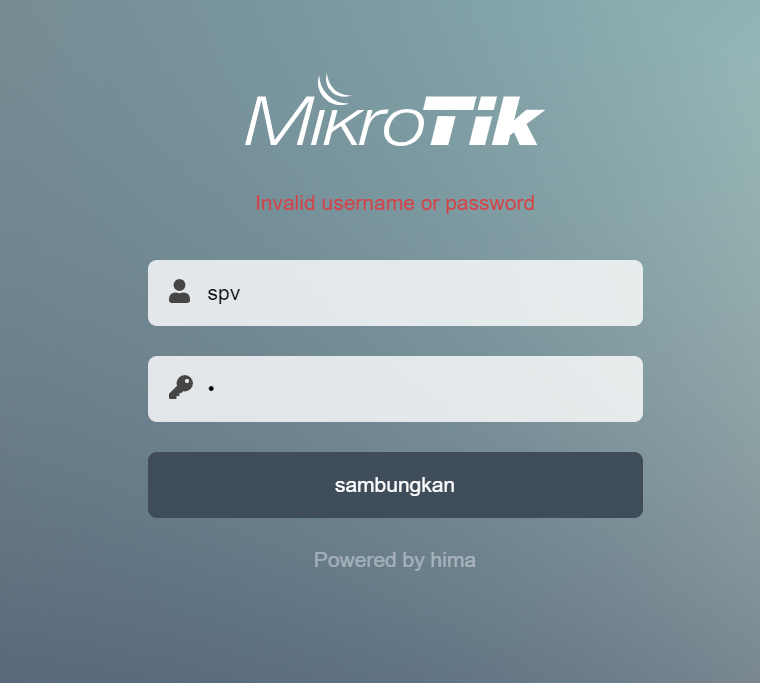 MikroTik
Invalid username or password
spv
•
sambungkan
Powered by hima